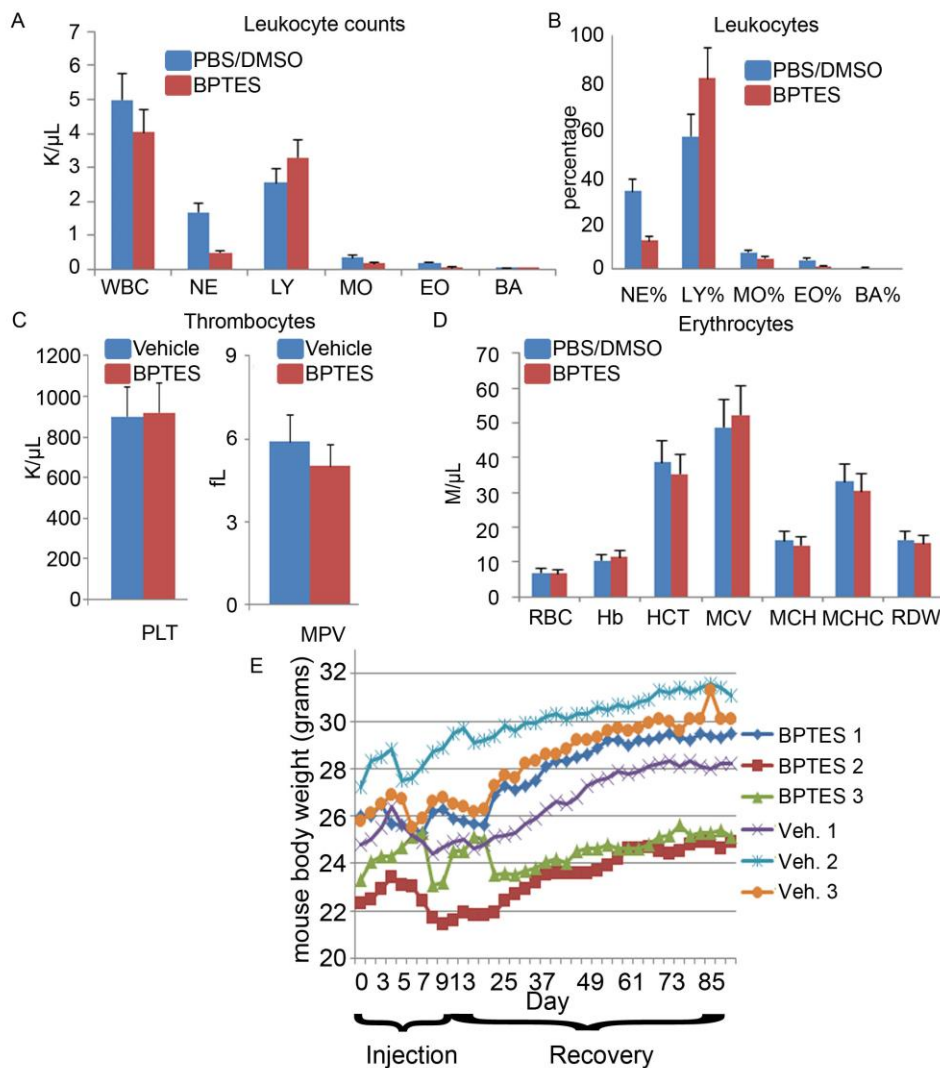 A
Leukocyte counts
PBS/DMSO
BPTES
K/µL
7
6
5
4
3
2
1
0
WBC NE LY MO EO BA
B
Leukocytes
PBS/DMSO
BPTES
percentage
100
80
60
40
20
0
NE% LY% MO% EO% BA%
C
Thrombocytes
Vehicle
BPTES
K/µL
1200
1000
800
600
400
200
0
PLT
Vehicle
BPTES
fL
9
6
3
0
MPV
D
Erythrocytes
PBS/DMSO
BPTES
M/µL
70
60
50
40
30
20
10
0
RBC Hb HCT MCV MCH MCHC RDW
E
mouse body weight (grams)
32
30
28
26
24
22
20
0 3 5 7 9 13 25 37 49 61 73 85
Day
Injection Recovery
BPTES 1
BPTES 2
BPTES 3
Veh. 1
Veh. 2
Veh. 3